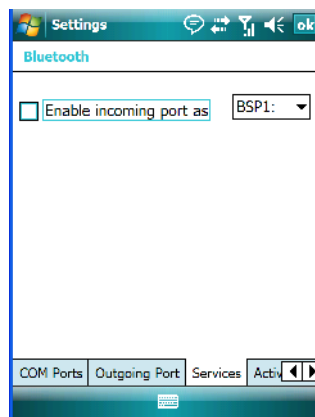 Settings ok
Bluetooth
Enable incoming port as BSP1:
COM Ports Outgoing Port Services Activ